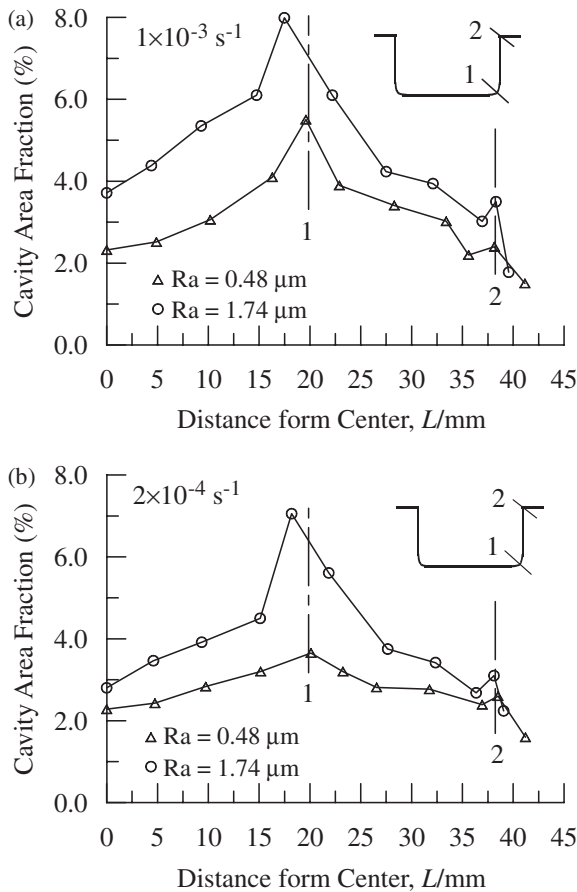 (a)
8.0
6.0
4.0
2.0
0.0
Cavity Area Fraction (%)
1×10⁻³ s⁻¹
2
1
1
2
Ra = 0.48 µm
Ra = 1.74 µm
0 5 10 15 20 25 30 35 40 45
Distance form Center, L/mm
(b)
8.0
6.0
4.0
2.0
0.0
Cavity Area Fraction (%)
2×10⁻⁴ s⁻¹
2
1
1
2
Ra = 0.48 µm
Ra = 1.74 µm
0 5 10 15 20 25 30 35 40 45
Distance form Center, L/mm